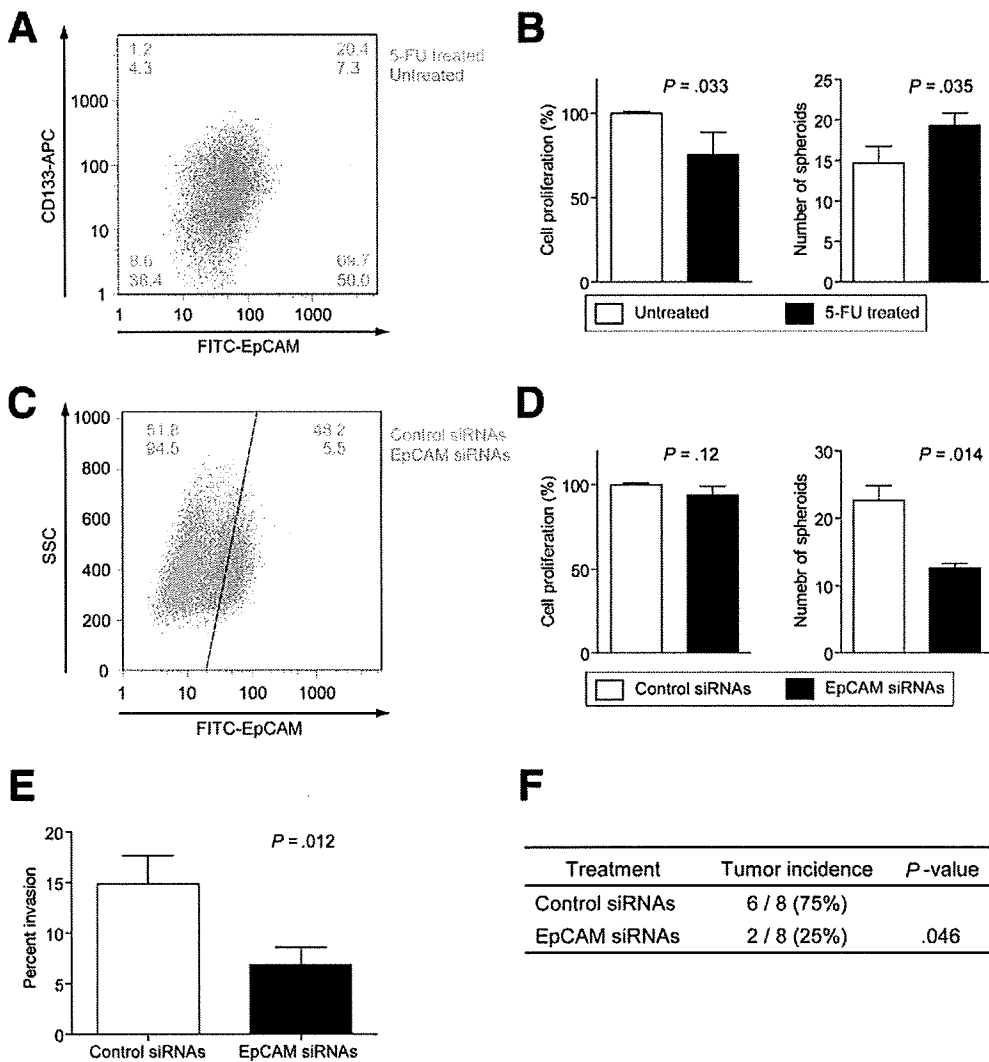 A
1.2 20.4 5-FU treated
4.3 7.3 Untreated
1000
100
10
1
CD133-APC
8.6 69.7
38.4 50.0
10 100 1000
FITC-EpCAM
B
P = .033
Cell proliferation (%)
100
50
0
P = .035
Number of spheroids
25
20
15
10
5
0
Untreated 5-FU treated
C
51.8 48.2 Control siRNAs
94.5 5.5 EpCAM siRNAs
1000
800
600
400
200
0
SSC
1 10 100 1000
FITC-EpCAM
D
P = .12
Cell proliferation (%)
100
50
0
P = .014
Numebr of spheroids
30
20
10
0
Control siRNAs EpCAM siRNAs
E
P = .012
Percent invasion
20
15
10
5
0
Control siRNAs EpCAM siRNAs
F
Treatment Tumor incidence P-value
Control siRNAs 6 / 8 (75%)
EpCAM siRNAs 2 / 8 (25%) .046